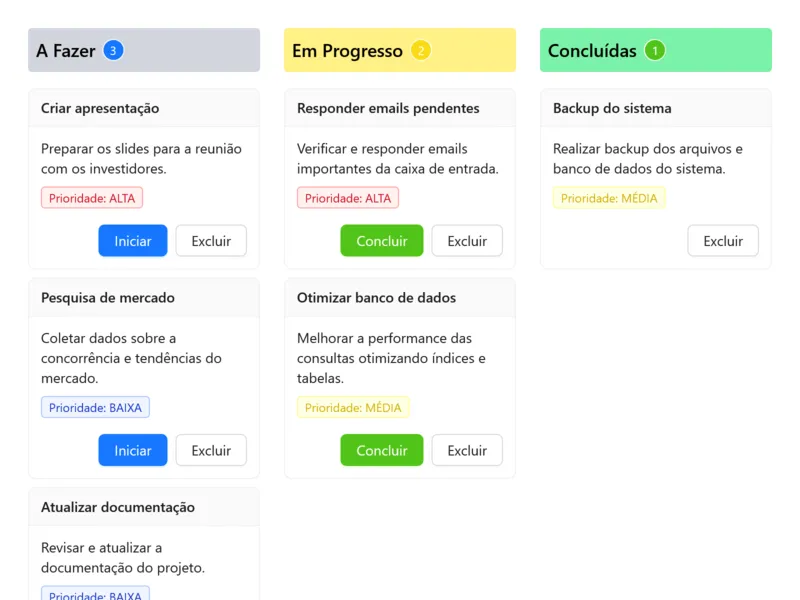 A Fazer 3
Criar apresentação
Preparar os slides para a reunião
com os investidores.
Prioridade: ALTA
Iniciar Excluir
Pesquisa de mercado
Coletar dados sobre a
concorrência e tendências do
mercado.
Prioridade: BAIXA
Iniciar Excluir
Atualizar documentação
Revisar e atualizar a
documentação do projeto.
Prioridade: BAIXA
Em Progresso 2
Responder emails pendentes
Verificar e responder emails
importantes da caixa de entrada.
Prioridade: ALTA
Concluir Excluir
Otimizar banco de dados
Melhorar a performance das
consultas otimizando índices e
tabelas.
Prioridade: MÉDIA
Concluir Excluir
Concluídas 1
Backup do sistema
Realizar backup dos arquivos e
banco de dados do sistema.
Prioridade: MÉDIA
Excluir